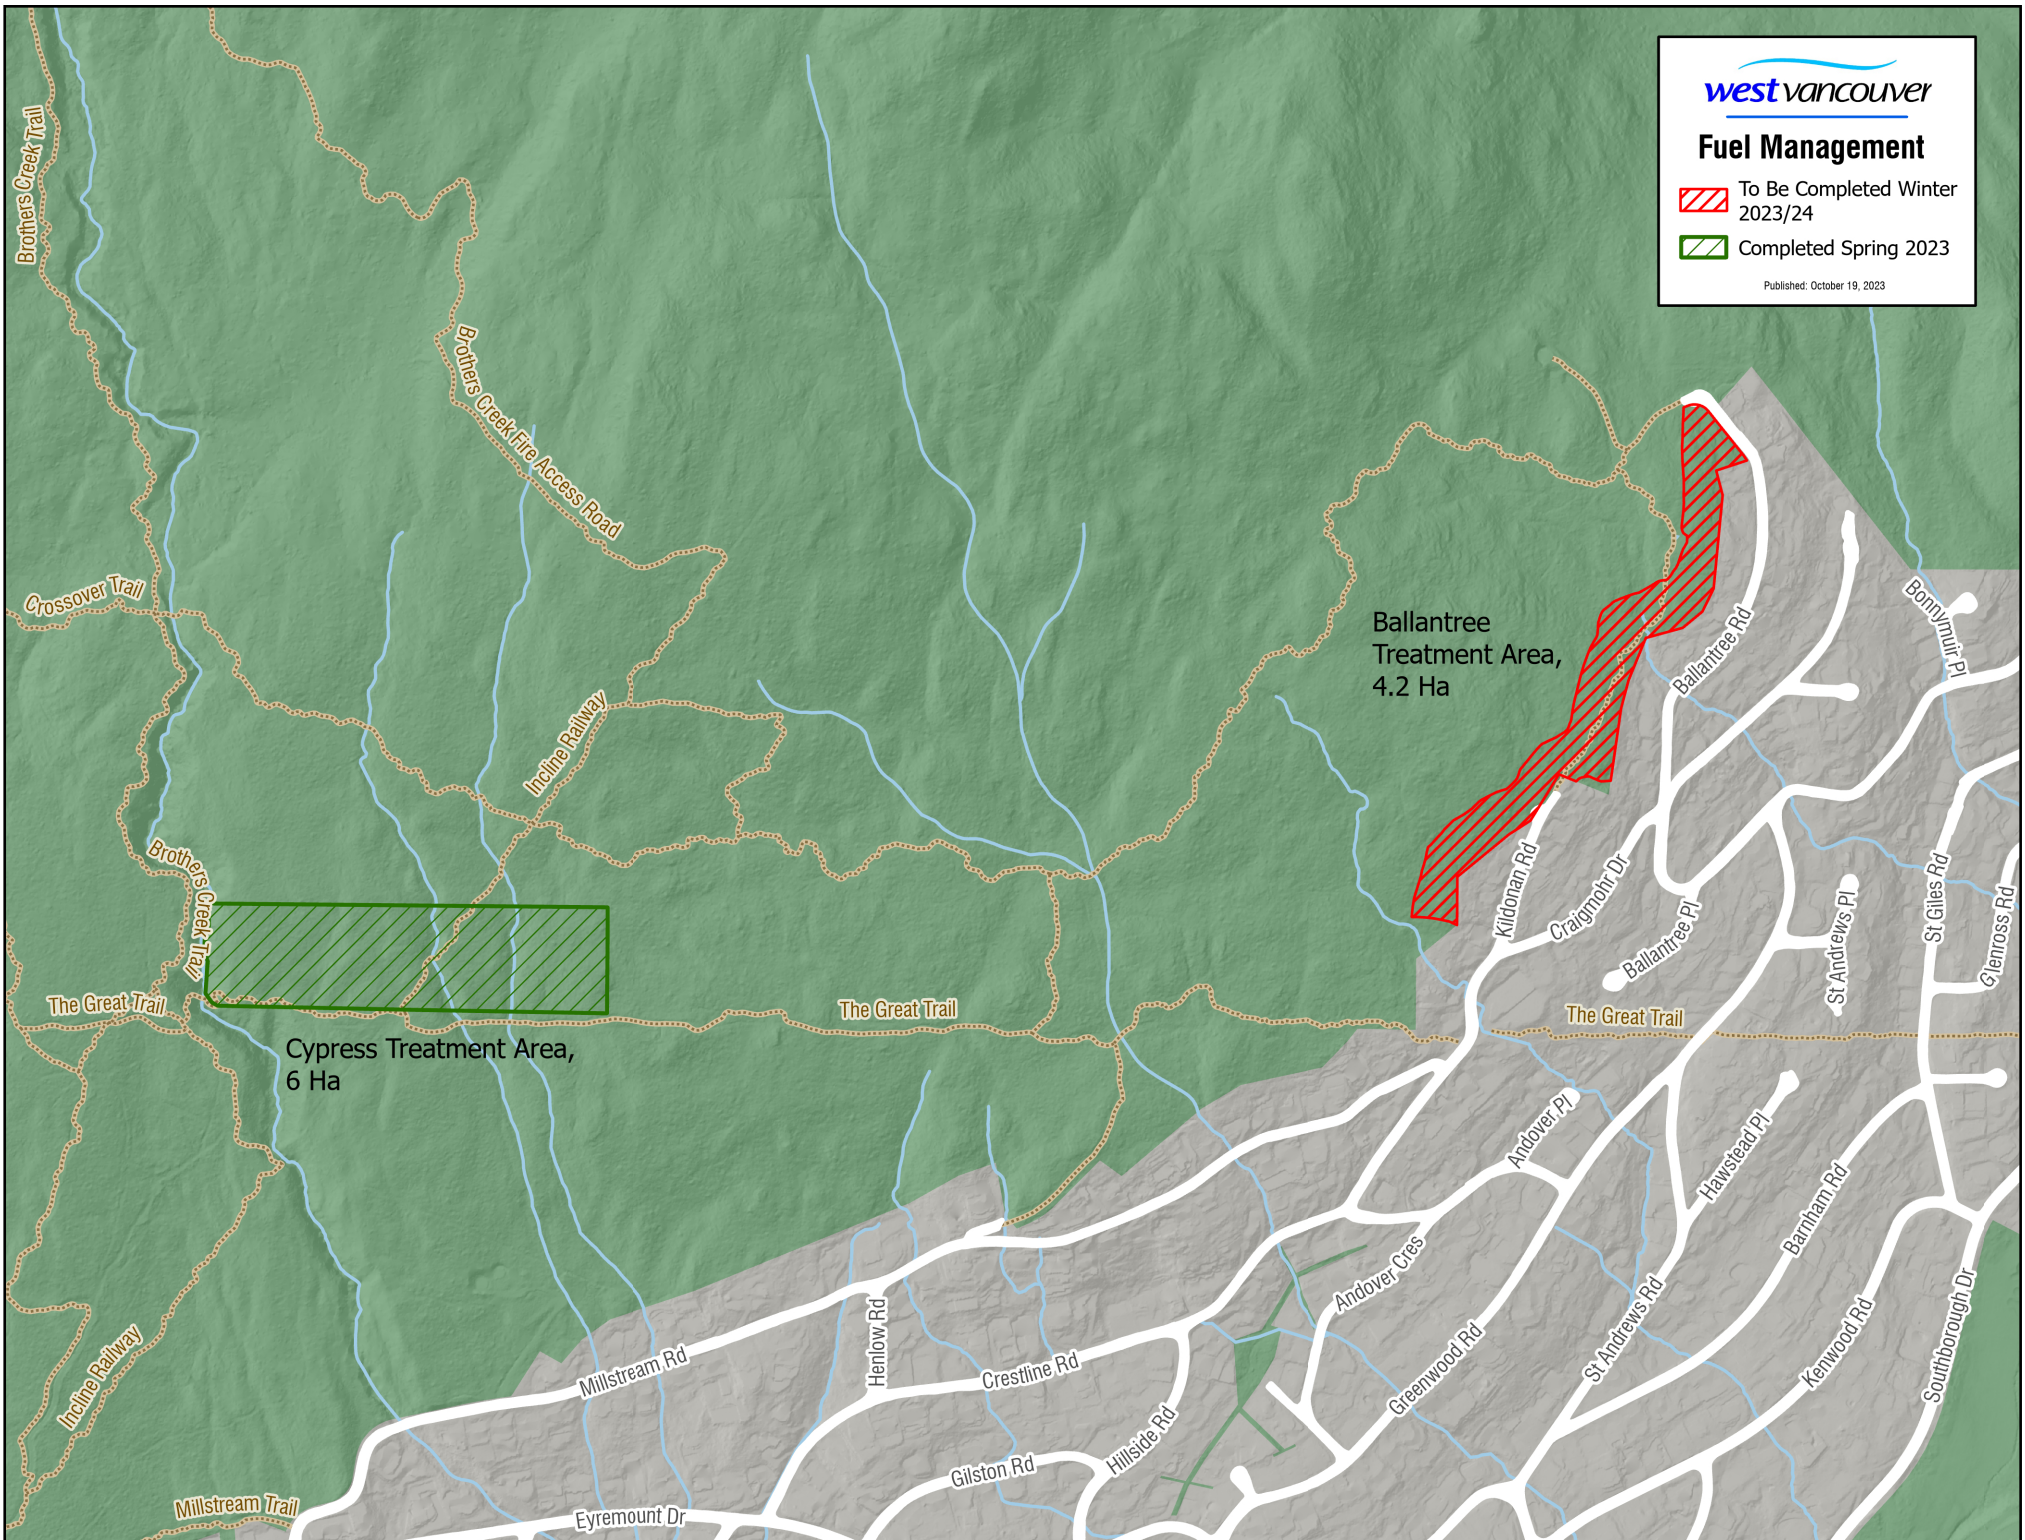 west vancouver
Fuel Management
To Be Completed Winter
2023/24
Completed Spring 2023
Published: October 19, 2023
Brothers Creek Trail
Brothers Creek Fire Access Road
Crossover Trail
Incline Railway
Ballantree
Treatment Area,
4.2 Ha
Ballantree Rd
Bonnymuir Pl
Brothers Creek Trail
Kildonan Rd
Craigmohr Dr
Ballantree Pl
St Andrews Pl
St Giles Rd
Glenross Rd
The Great Trail
The Great Trail
The Great Trail
Cypress Treatment Area,
6 Ha
Andover Pl
Hawstead Pl
Barnham Rd
Andover Cres
Henlow Rd
Millstream Rd
Crestline Rd
Greenwood Rd
St Andrews Rd
Kenwood Rd
Southborough Dr
Incline Railway
Hillside Rd
Gilston Rd
Millstream Trail
Eyremount Dr